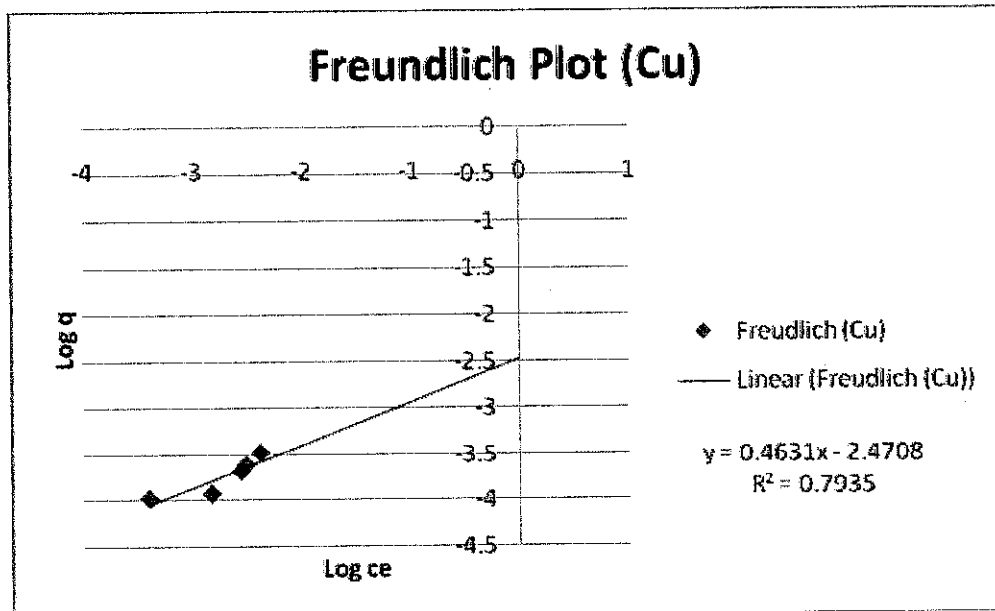 Freundlich Plot (Cu)
0
-4 -3 -2 -1 -0.5 0 1
-1
-1.5
-2
-2.5
-3
-3.5
-4
-4.5
Log q
Log ce
Freudlich (Cu)
Linear (Freudlich (Cu))
y = 0.4631x - 2.4708
R² = 0.7935